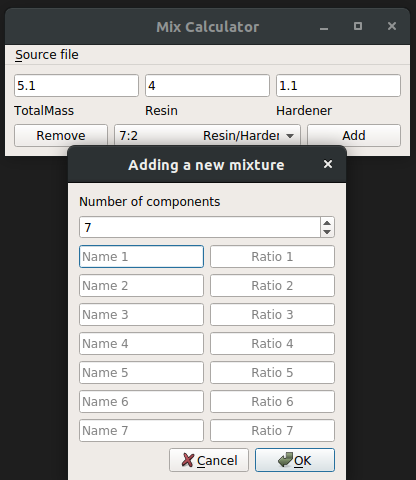 Mix Calculator
Source file
5.1 4 1.1
TotalMass Resin Hardener
Remove 7:2 Resin/Harden Add
Adding a new mixture
Number of components
7
Name 1 Ratio 1
Name 2 Ratio 2
Name 3 Ratio 3
Name 4 Ratio 4
Name 5 Ratio 5
Name 6 Ratio 6
Name 7 Ratio 7
Cancel OK